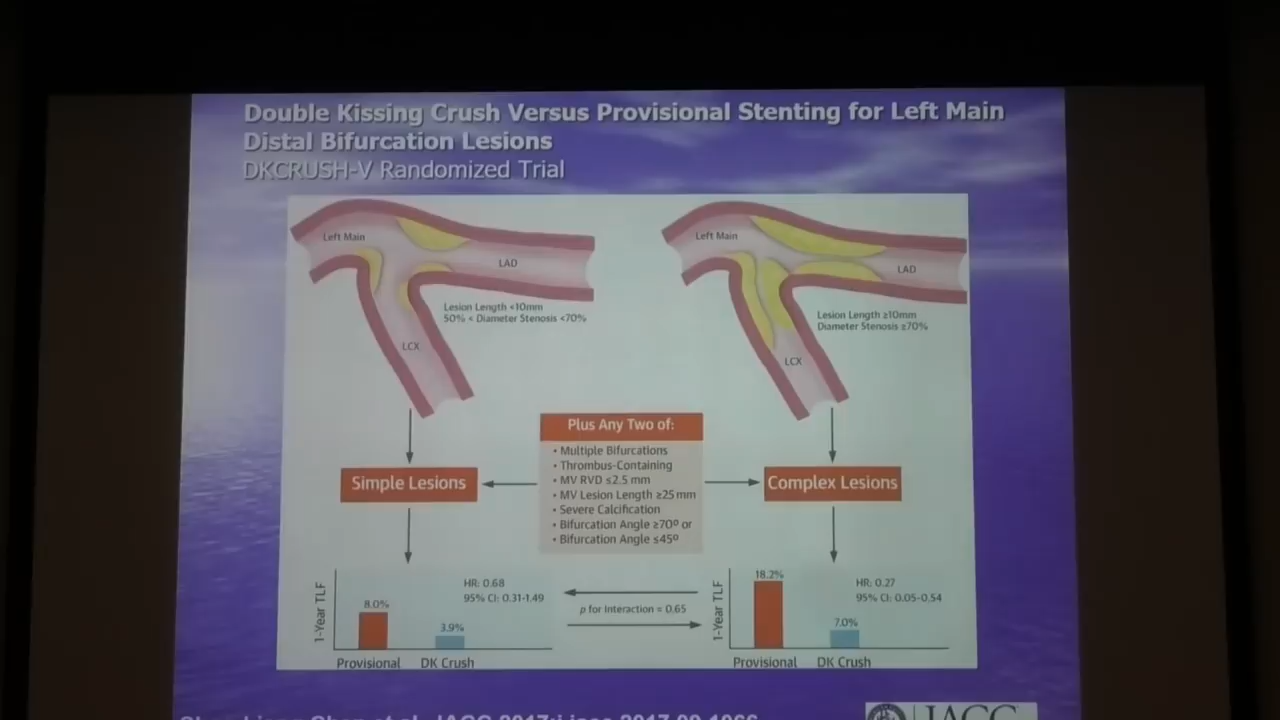 Double Kissing Crush Versus Provisional Stenting for Left Main
Distal Bifurcation Lesions
DKCRUSH-V Randomized Trial
Left Main
LAD
Lesion Length <10mm
50% < Diameter Stenosis <70%
LCX
Left Main
LAD
Lesion Length ≥10mm
Diameter Stenosis ≥70%
LCX
Plus Any Two of:
• Multiple Bifurcations
• Thrombus-Containing
• MV RVD ≤2.5 mm
• MV Lesion Length ≥25 mm
• Severe Calcification
• Bifurcation Angle ≥70º or
• Bifurcation Angle ≤45º
Simple Lesions
Complex Lesions
1-Year TLF
8.0%
3.9%
HR: 0.68
95% CI: 0.31-1.49
Provisional
DK Crush
p for Interaction = 0.65
1-Year TLF
18.2%
7.0%
HR: 0.27
95% CI: 0.05-0.54
Provisional
DK Crush
JACC